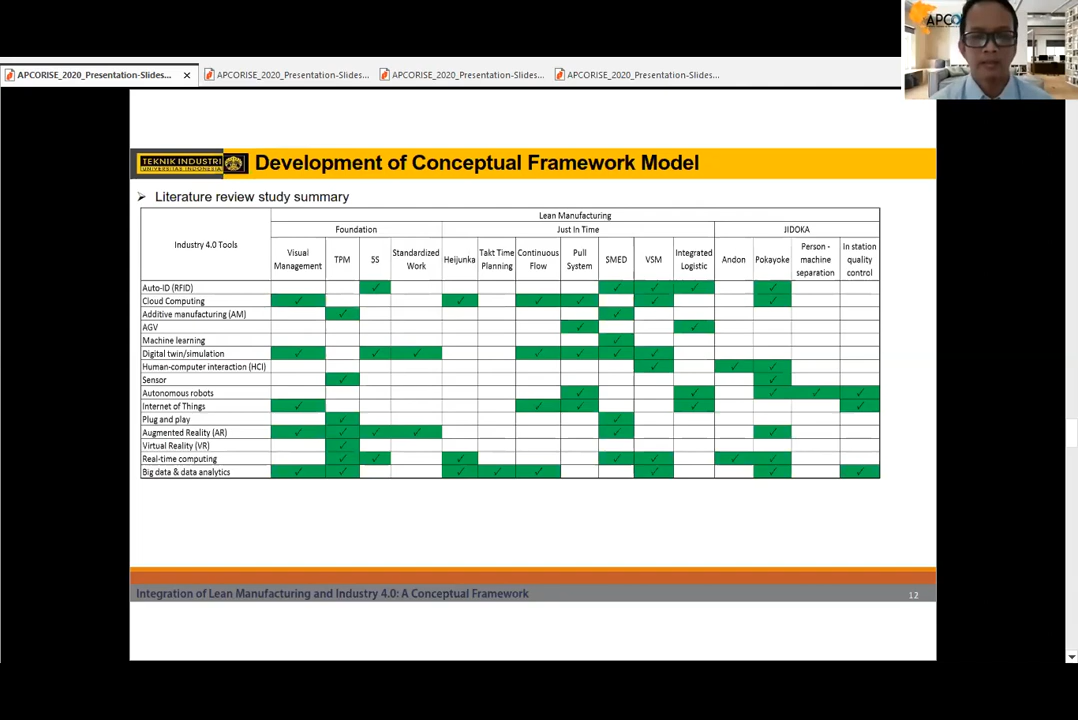 APCO
APCORISE_2020_Presentation-Slides... ×
APCORISE_2020_Presentation-Slides...
APCORISE_2020_Presentation-Slides...
APCORISE_2020_Presentation-Slides...
TEKNIK INDUSTRI
UNIVERSITAS INDONESIA
Development of Conceptual Framework Model
➢ Literature review study summary
Lean Manufacturing
Industry 4.0 Tools
Foundation Just In Time JIDOKA
Visual Management TPM 5S Standardized Work Heijunka Takt Time Planning Continuous Flow Pull System SMED VSM Integrated Logistic Andon Pokayoke Person - machine separation In station quality control
Auto-ID (RFID) ✓ ✓ ✓ ✓ ✓
Cloud Computing ✓ ✓ ✓ ✓ ✓ ✓
Additive manufacturing (AM) ✓ ✓
AGV ✓ ✓
Machine learning ✓
Digital twin/simulation ✓ ✓ ✓ ✓ ✓ ✓ ✓
Human-computer interaction (HCI) ✓ ✓ ✓
Sensor ✓ ✓
Autonomous robots ✓ ✓ ✓ ✓ ✓
Internet of Things ✓ ✓ ✓ ✓ ✓
Plug and play ✓ ✓
Augmented Reality (AR) ✓ ✓ ✓ ✓ ✓ ✓
Virtual Reality (VR) ✓
Real-time computing ✓ ✓ ✓ ✓ ✓ ✓ ✓
Big data & data analytics ✓ ✓ ✓ ✓ ✓ ✓ ✓ ✓
Integration of Lean Manufacturing and Industry 4.0: A Conceptual Framework 12